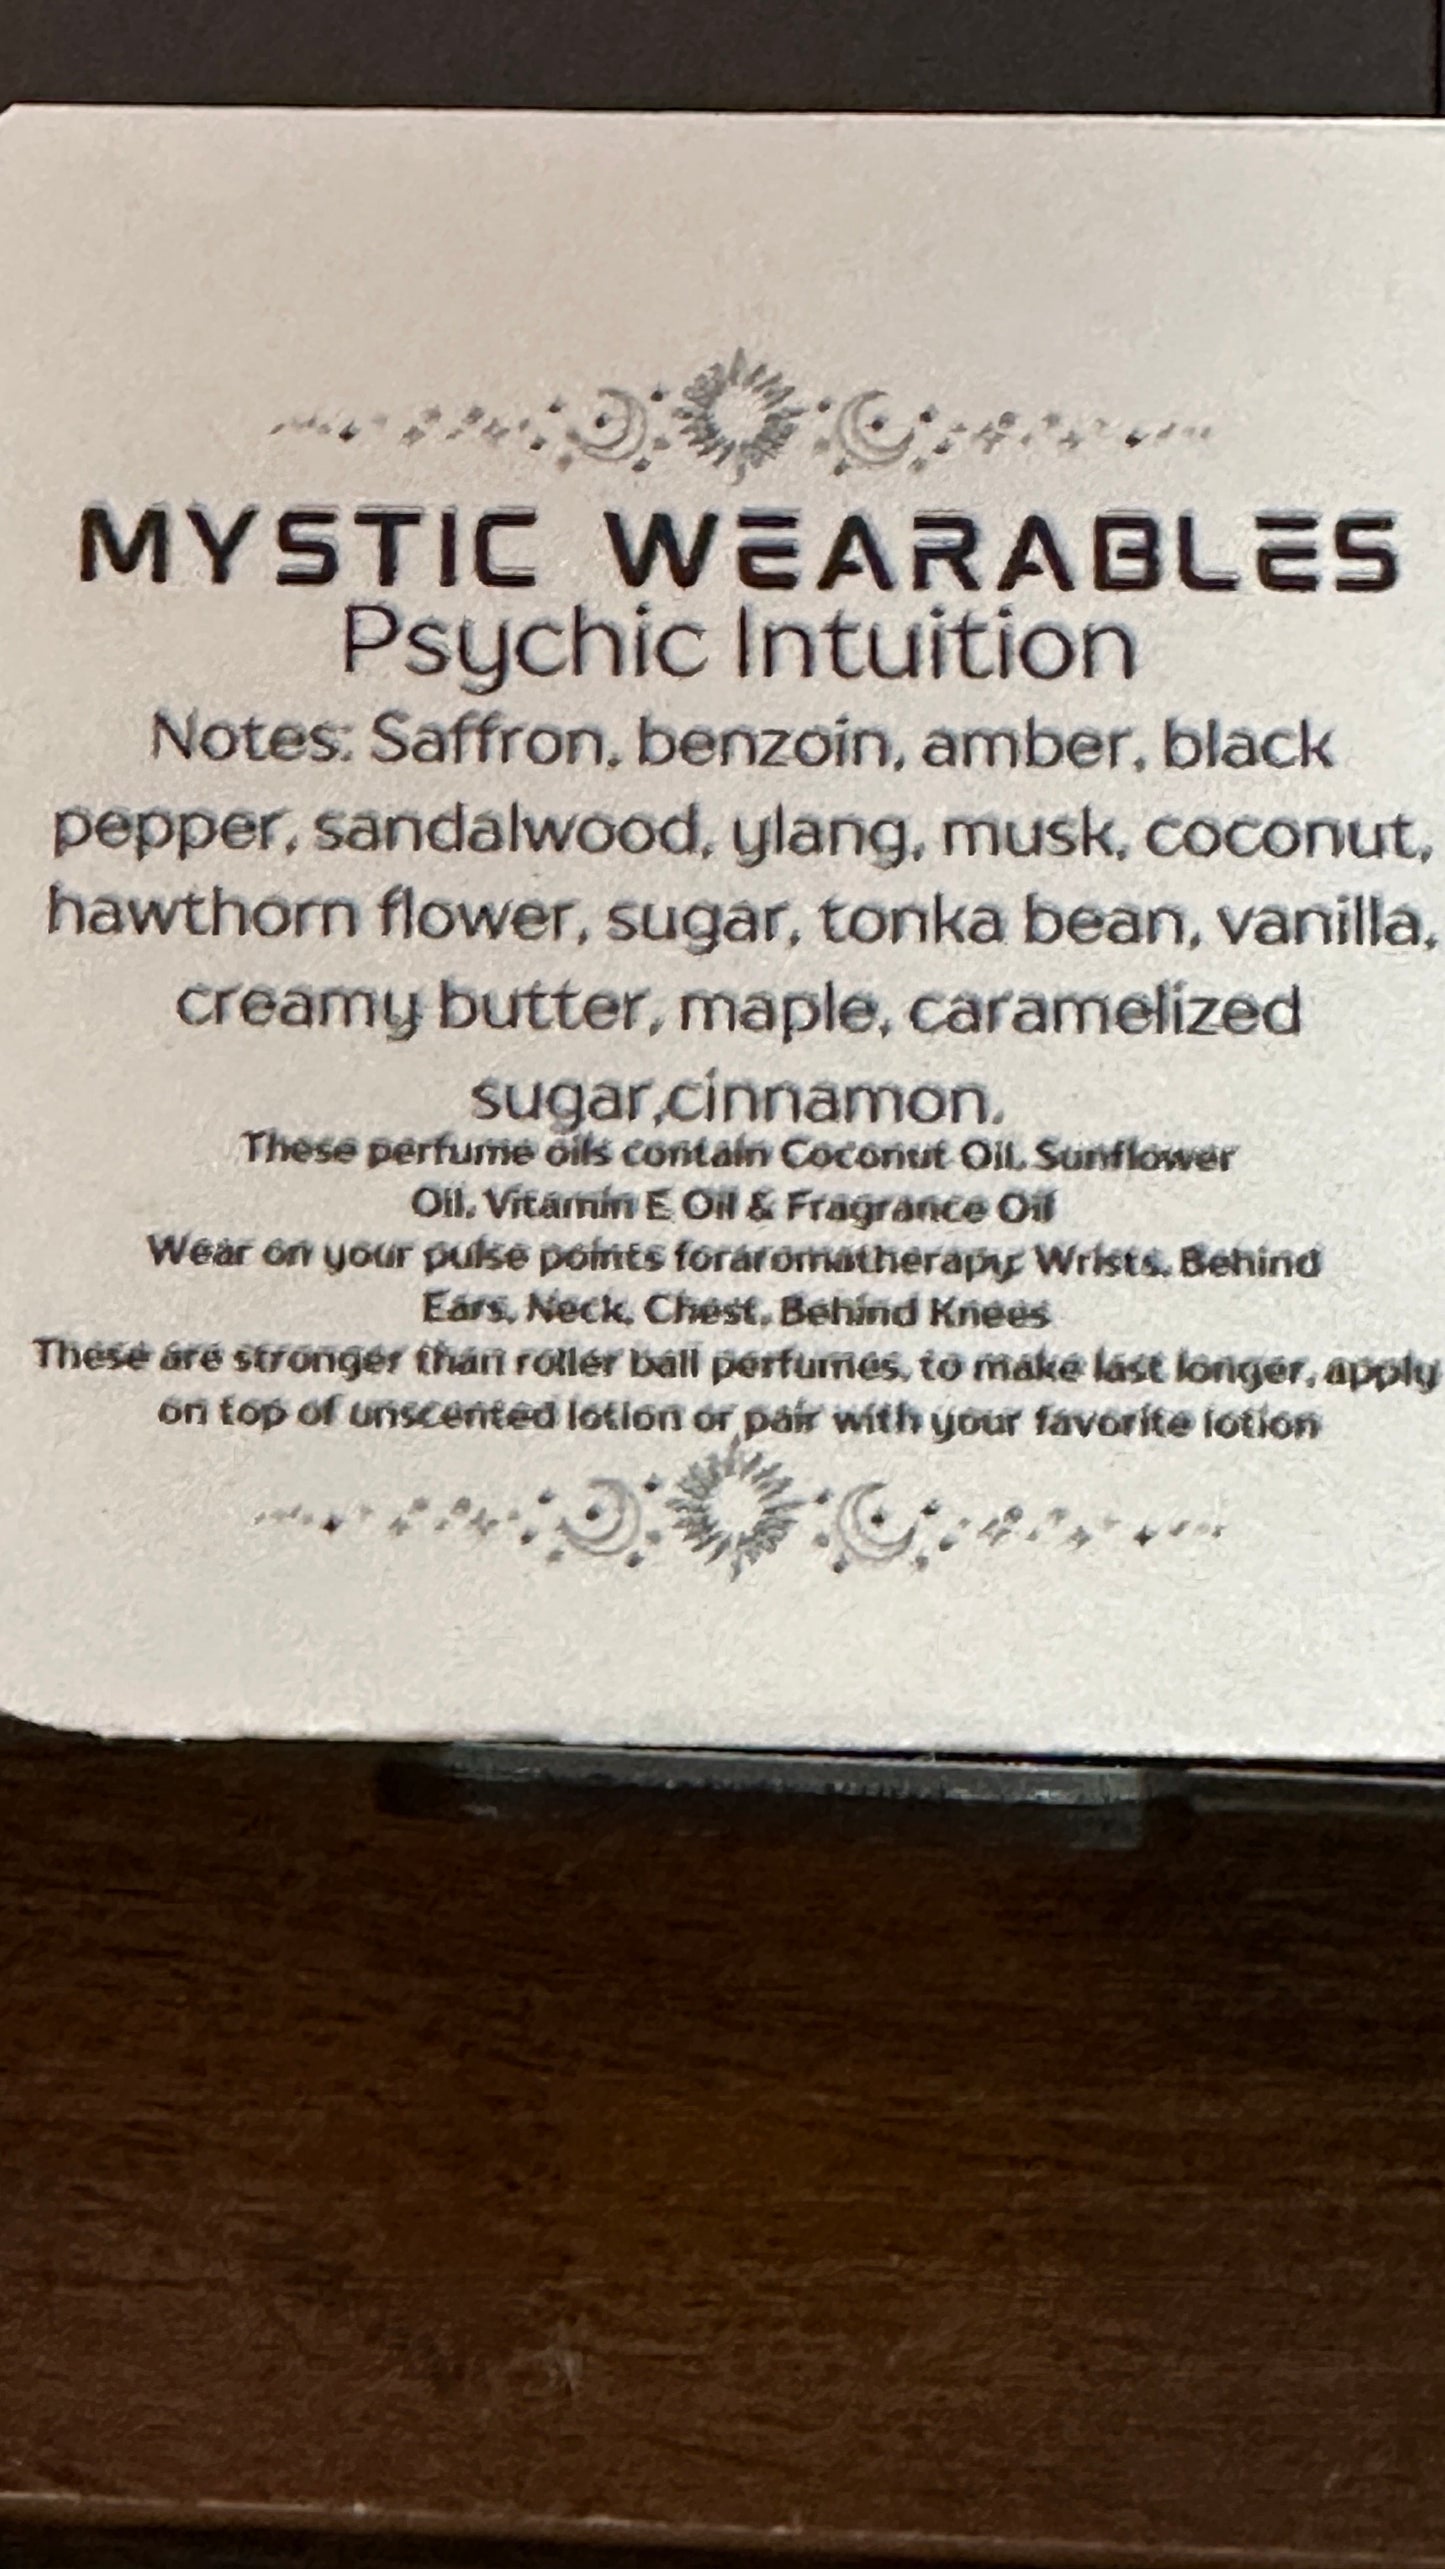 MYSTIC WEARABLES
Psychic Intuition
Notes: Saffron, benzoin, amber, black
pepper, sandalwood, ylang, musk, coconut,
hawthorn flower, sugar, tonka bean, vanilla,
creamy butter, maple, caramelized
sugar,cinnamon.
These perfume oils contain Coconut Oil, Sunflower
Oil, Vitamin E Oil & Fragrance Oil
Wear on your pulse points foraromatherapy: Wrists, Behind
Ears, Neck, Chest, Behind Knees
These are stronger than roller ball perfumes, to make last longer, apply
on top of unscented lotion or pair with your favorite lotion